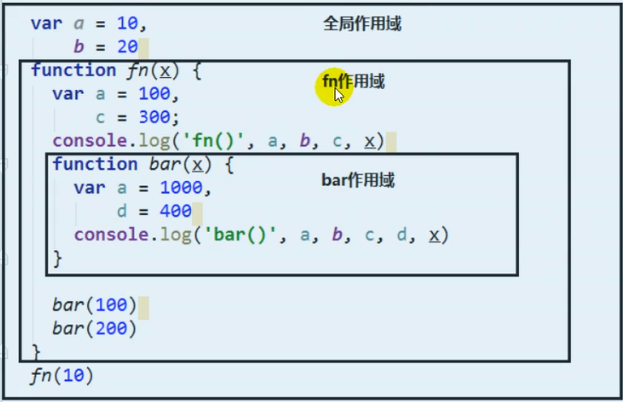 var a = 10,
全局作用域
b = 20
function fn(x) {
fn作用域
var a = 100,
c = 300;
console.log('fn()', a, b, c, x)
function bar(x) {
bar作用域
var a = 1000,
d = 400
console.log('bar()', a, b, c, d, x)
}
bar(100)
bar(200)
}
fn(10)